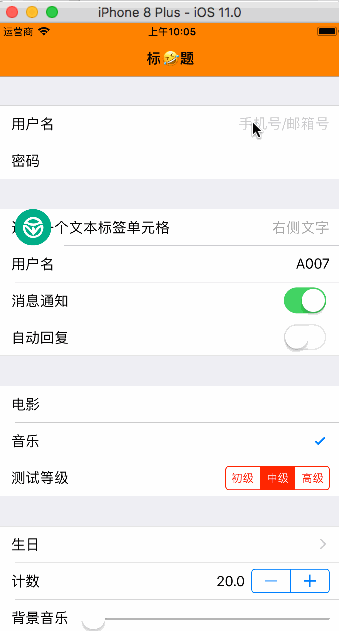 iPhone 8 Plus - iOS 11.0
运营商 上午10:05
标🤣题
用户名 手机号/邮箱号
密码
一个文本标签单元格 右侧文字
用户名 A007
消息通知
自动回复
电影
音乐
测试等级 初级 中级 高级
生日
计数 20.0 − +
背景音乐